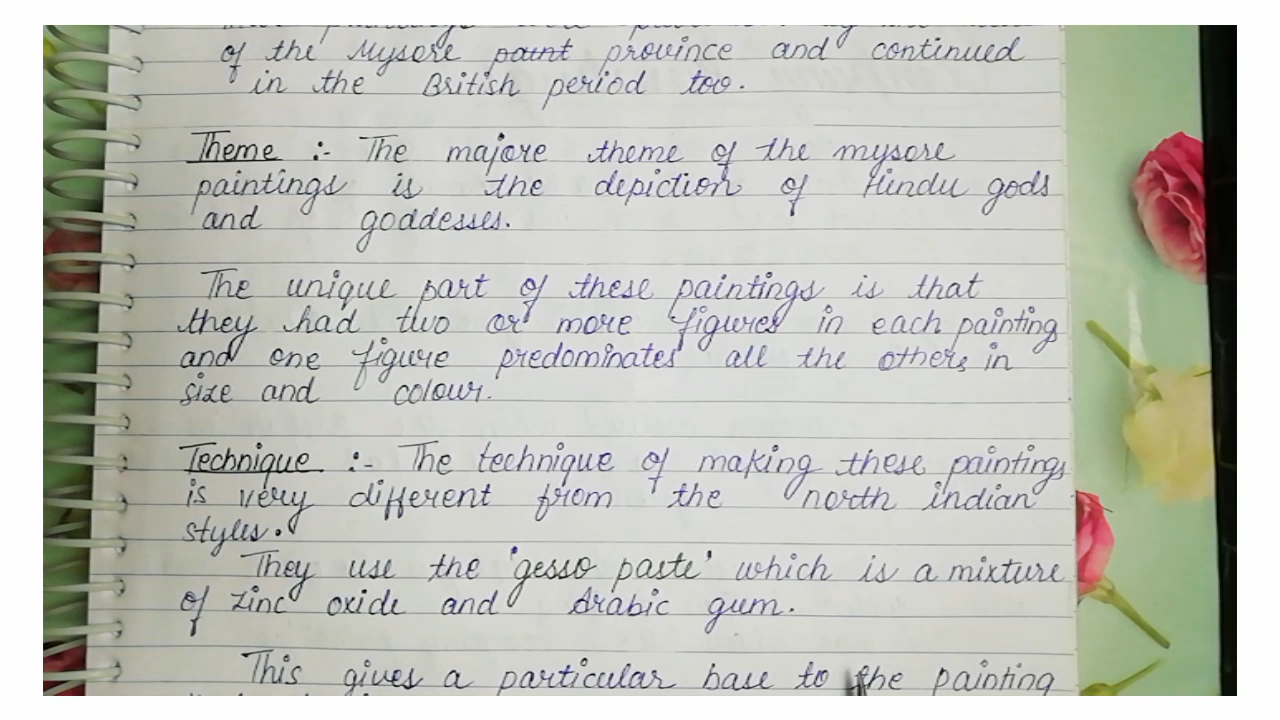 of the Mysore paint province and continued
in the British period too.
Theme :- The majore theme of the mysore
paintings is the depiction of Hindu gods
and goddesses.
The unique part of these paintings is that
they had two or more figures in each painting
and one figure predominates all the others in
size and colour.
Technique :- The technique of making these paintings
is very different from the north indian
styles.
They use the 'gesso paste' which is a mixture
of zinc oxide and Arabic gum.
This gives a particular base to the painting